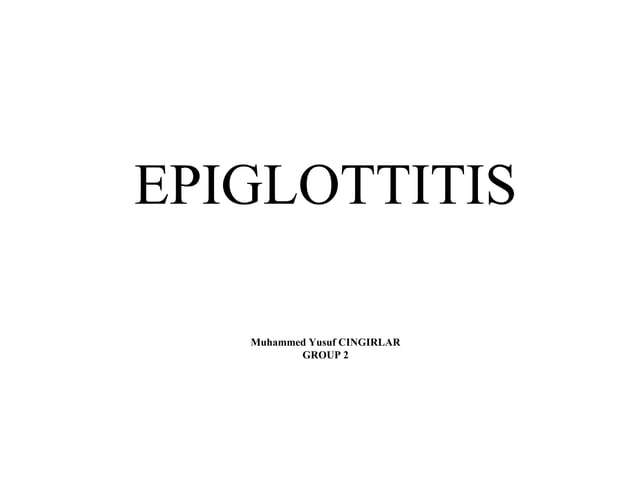 EPIGLOTTITIS
Muhammed Yusuf CINGIRLAR
GROUP 2